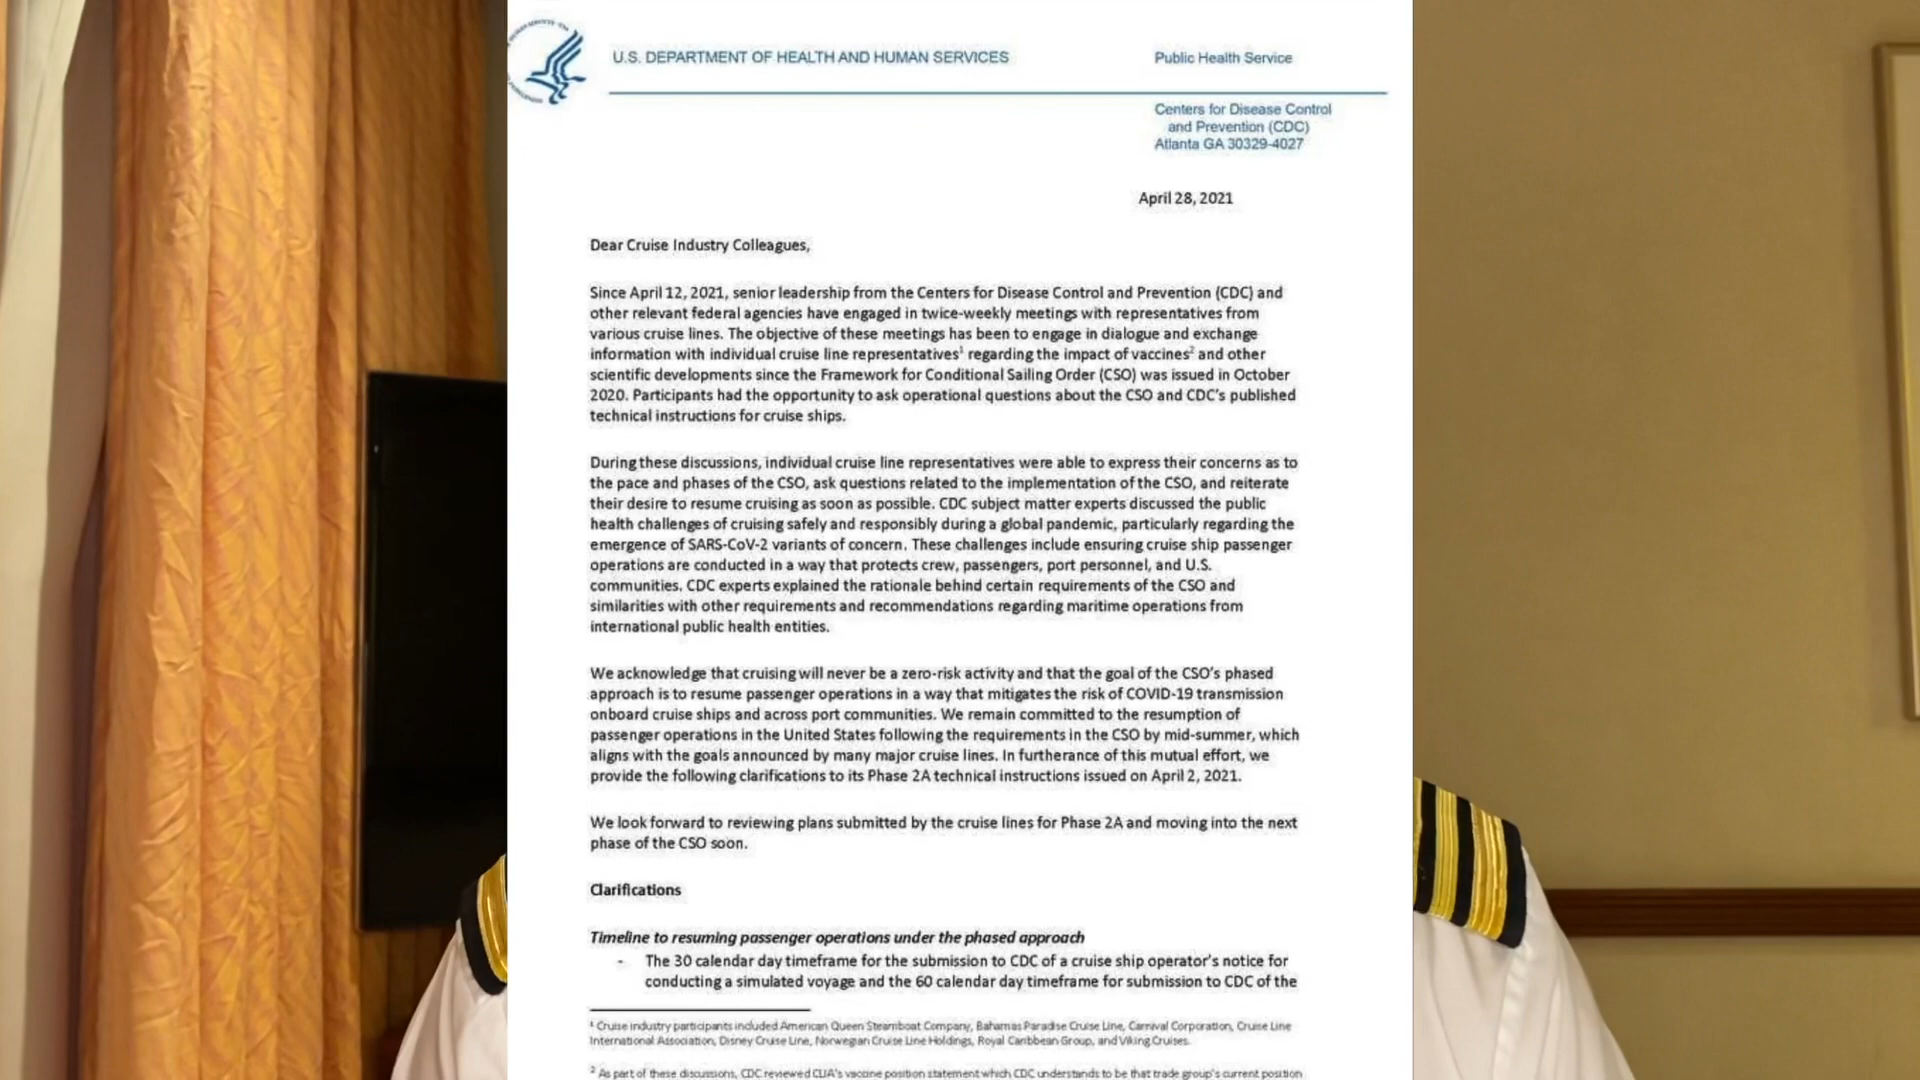 U.S. DEPARTMENT OF HEALTH AND HUMAN SERVICES
Public Health Service
Centers for Disease Control
and Prevention (CDC)
Atlanta GA 30329-4027
April 28, 2021
Dear Cruise Industry Colleagues,
Since April 12, 2021, senior leadership from the Centers for Disease Control and Prevention (CDC) and
other relevant federal agencies have engaged in twice-weekly meetings with representatives from
various cruise lines. The objective of these meetings has been to engage in dialogue and exchange
information with individual cruise line representatives¹ regarding the impact of vaccines² and other
scientific developments since the Framework for Conditional Sailing Order (CSO) was issued in October
2020. Participants had the opportunity to ask operational questions about the CSO and CDC's published
technical instructions for cruise ships.
During these discussions, individual cruise line representatives were able to express their concerns as to
the pace and phases of the CSO, ask questions related to the implementation of the CSO, and reiterate
their desire to resume cruising as soon as possible. CDC subject matter experts discussed the public
health challenges of cruising safely and responsibly during a global pandemic, particularly regarding the
emergence of SARS-CoV-2 variants of concern. These challenges include ensuring cruise ship passenger
operations are conducted in a way that protects crew, passengers, port personnel, and U.S.
communities. CDC experts explained the rationale behind certain requirements of the CSO and
similarities with other requirements and recommendations regarding maritime operations from
international public health entities.
We acknowledge that cruising will never be a zero-risk activity and that the goal of the CSO's phased
approach is to resume passenger operations in a way that mitigates the risk of COVID-19 transmission
onboard cruise ships and across port communities. We remain committed to the resumption of
passenger operations in the United States following the requirements in the CSO by mid-summer, which
aligns with the goals announced by many major cruise lines. In furtherance of this mutual effort, we
provide the following clarifications to its Phase 2A technical instructions issued on April 2, 2021.
We look forward to reviewing plans submitted by the cruise lines for Phase 2A and moving into the next
phase of the CSO soon.
Clarifications
Timeline to resuming passenger operations under the phased approach
- The 30 calendar day timeframe for the submission to CDC of a cruise ship operator's notice for
conducting a simulated voyage and the 60 calendar day timeframe for submission to CDC of the
¹ Cruise industry participants included American Queen Steamboat Company, Bahamas Paradise Cruise Line, Carnival Corporation, Cruise Line
International Association, Disney Cruise Line, Norwegian Cruise Line Holdings, Royal Caribbean Group, and Viking Cruises.
² As part of these discussions, CDC reviewed CLIA's vaccine position statement which CDC understands to be that trade group's current position